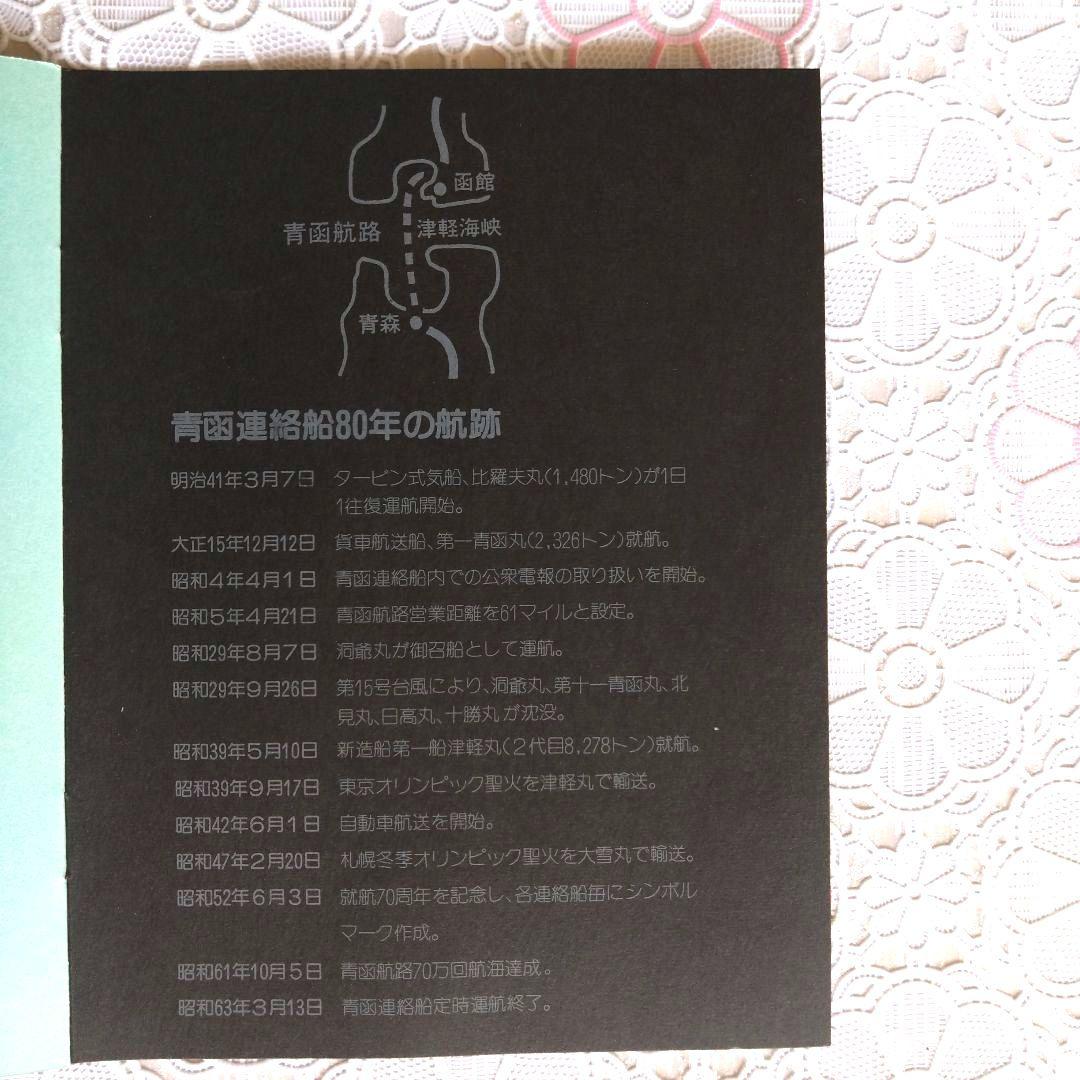 函館
青函航路
津軽海峡
青森
青函連絡船80年の航跡
明治41年3月7日 タービン式気船、比羅夫丸(1,480トン)が1日
1往復運航開始。
大正15年12月12日 貨車航送船、第一青函丸(2,326トン)就航。
昭和4年4月1日 青函連絡船内での公衆電報の取り扱いを開始。
昭和5年4月21日 青函航路営業距離を61マイルと設定。
昭和29年8月7日 洞爺丸が御召船として運航。
昭和29年9月26日 第15号台風により、洞爺丸、第十一青函丸、北
見丸、日高丸、十勝丸が沈没。
昭和39年5月10日 新造船第一船津軽丸(2代目8,278トン)就航。
昭和39年9月17日 東京オリンピック聖火を津軽丸で輸送。
昭和42年6月1日 自動車航送を開始。
昭和47年2月20日 札幌冬季オリンピック聖火を大雪丸で輸送。
昭和52年6月3日 就航70周年を記念し、各連絡船毎にシンボル
マーク作成。
昭和61年10月5日 青函航路70万回航海達成。
昭和63年3月13日 青函連絡船定時運航終了。